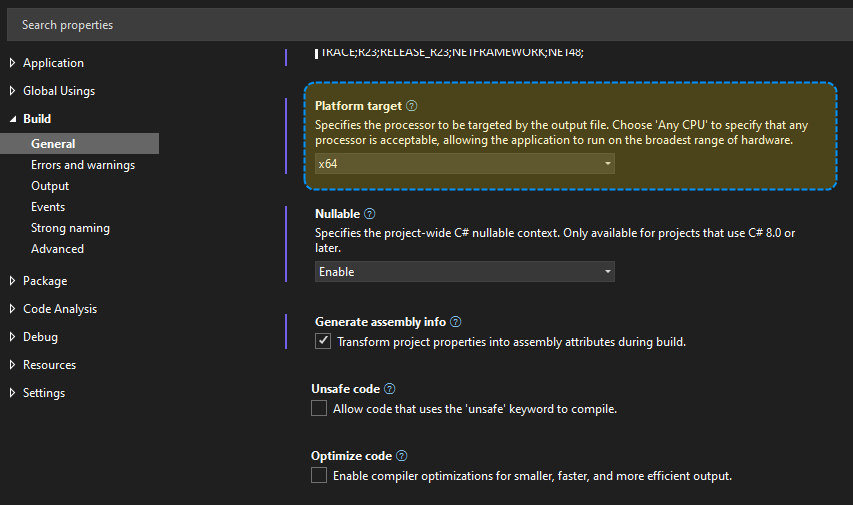 Search properties
TRACE;R23;RELEASE_R23;NETFRAMEWORK;NET48;
Application
Global Usings
Build
General
Errors and warnings
Output
Events
Strong naming
Advanced
Package
Code Analysis
Debug
Resources
Settings
Platform target
Specifies the processor to be targeted by the output file. Choose 'Any CPU' to specify that any
processor is acceptable, allowing the application to run on the broadest range of hardware.
x64
Nullable
Specifies the project-wide C# nullable context. Only available for projects that use C# 8.0 or
later.
Enable
Generate assembly info
Transform project properties into assembly attributes during build.
Unsafe code
Allow code that uses the 'unsafe' keyword to compile.
Optimize code
Enable compiler optimizations for smaller, faster, and more efficient output.